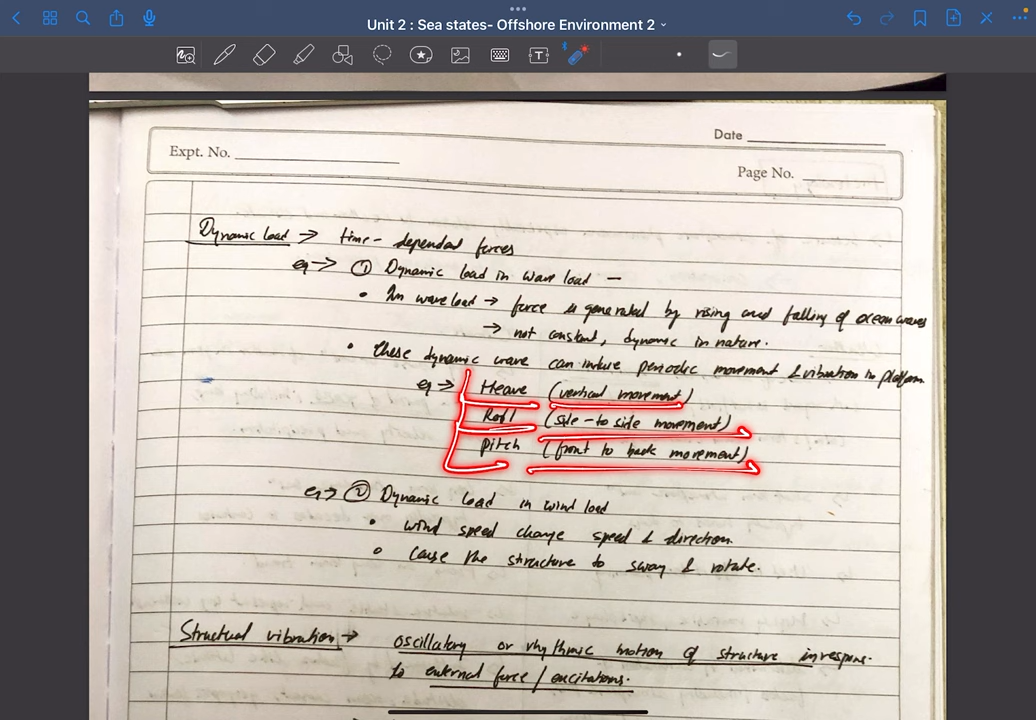 Unit 2 : Sea states- Offshore Environment 2
Date
Expt. No.
Page No.
Dynamic load → time - dependent forces
eg → ① Dynamic load in wave load —
• In wave load → force is generated by rising and falling of ocean waves
→ not constant, dynamic in nature.
• These dynamic wave can induce periodic movement & vibration in platform
eg → Heave (vertical movement)
Roll (side - to side movement)
pitch (front to back movement)
eg → ② Dynamic load in wind load
• wind speed change speed & direction.
• Cause the structure to sway & rotate.
Structual vibration → oscillatory or rhythmic motion of structure in respons.
to external force / excitations.